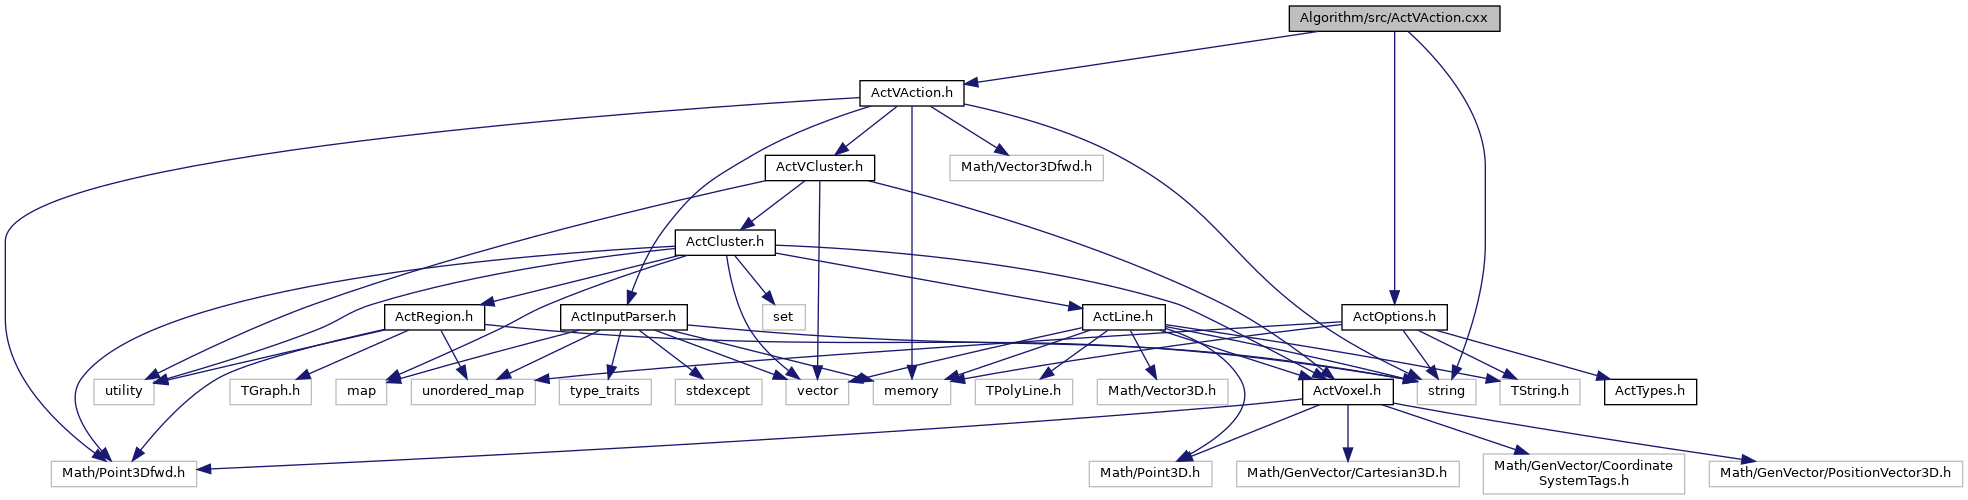 Algorithm/src/ActVAction.cxx
ActVAction.h
ActVCluster.h
Math/Vector3Dfwd.h
ActCluster.h
ActRegion.h
ActInputParser.h
set
ActLine.h
ActOptions.h
utility
TGraph.h
map
unordered_map
type_traits
stdexcept
vector
memory
TPolyLine.h
Math/Vector3D.h
ActVoxel.h
string
TString.h
ActTypes.h
Math/Point3Dfwd.h
Math/Point3D.h
Math/GenVector/Cartesian3D.h
Math/GenVector/Coordinate
SystemTags.h
Math/GenVector/PositionVector3D.h